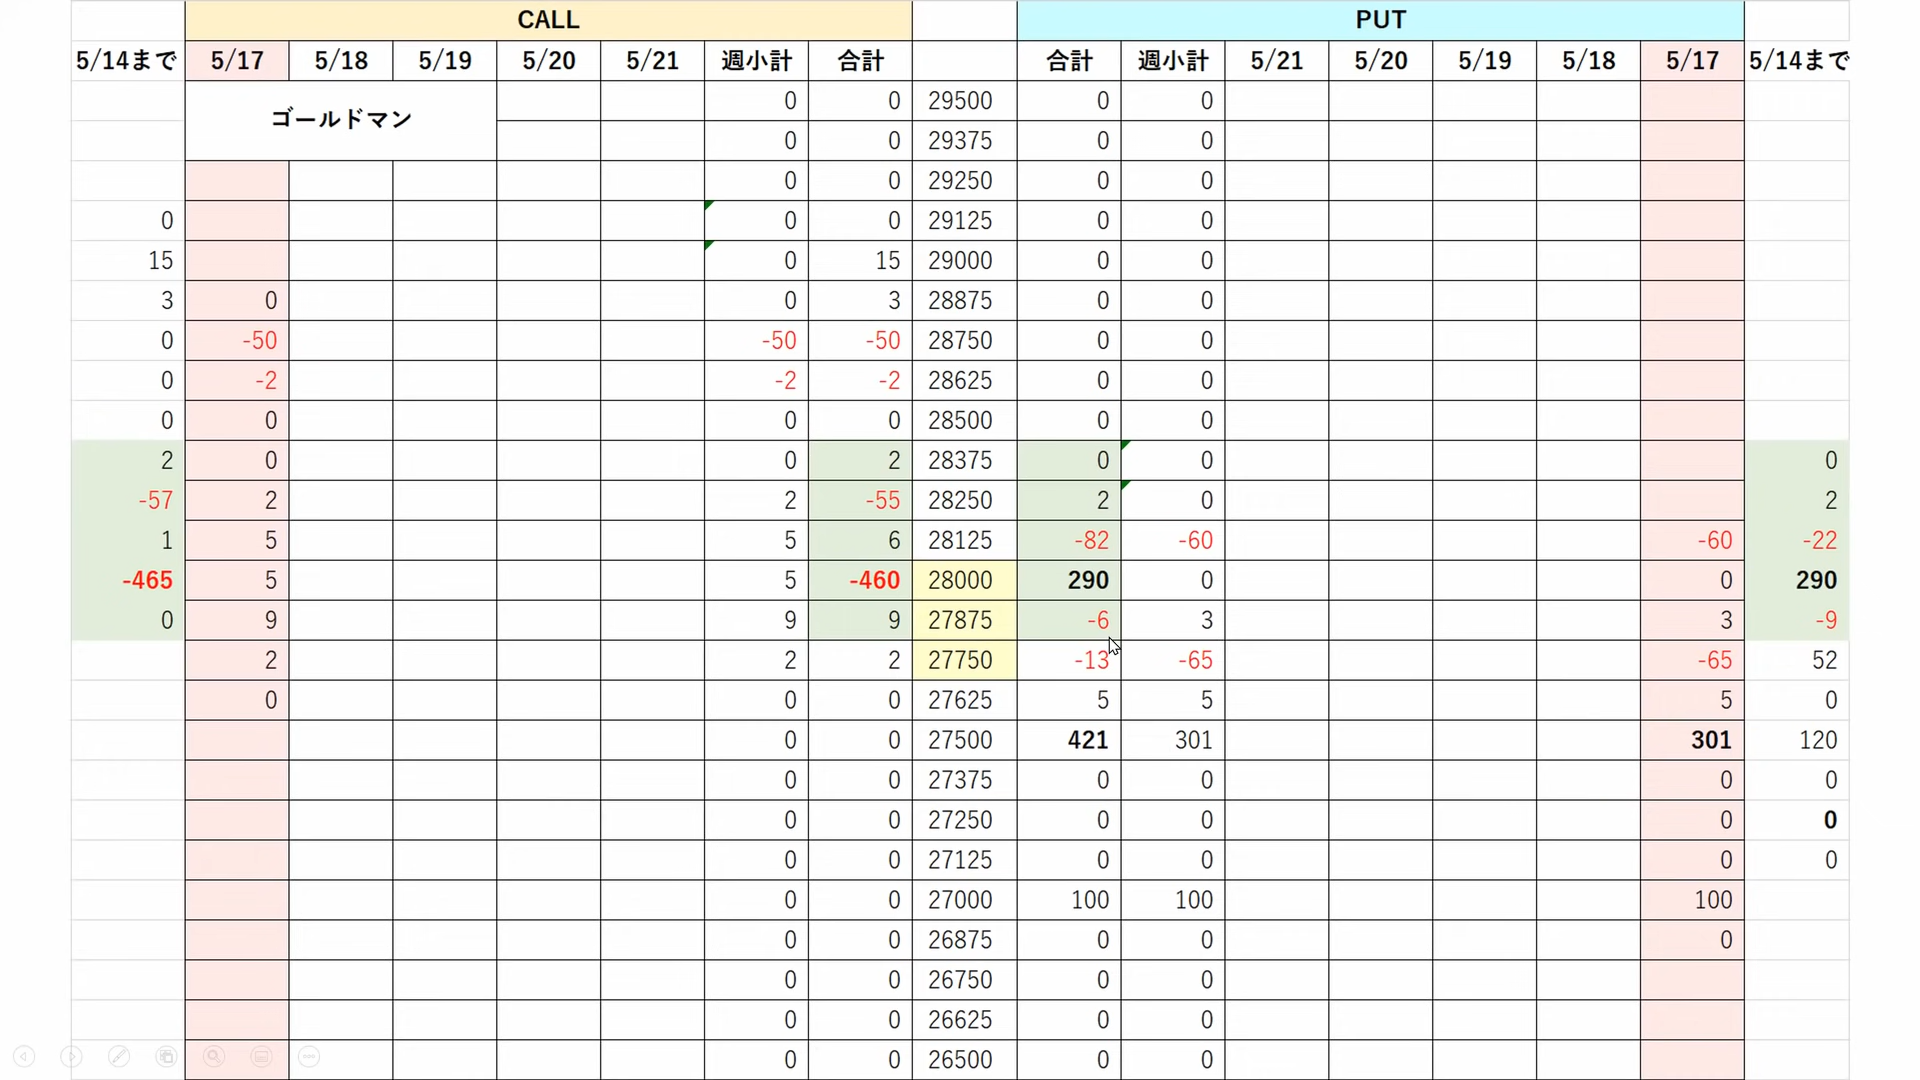 CALL PUT
5/14まで 5/17 5/18 5/19 5/20 5/21 週小計 合計 合計 週小計 5/21 5/20 5/19 5/18 5/17 5/14まで
ゴールドマン
0 0 29500 0 0
0 0 29375 0 0
0 0 29250 0 0
0 0 0 29125 0 0
15 0 15 29000 0 0
3 0 0 3 28875 0 0
0 -50 -50 -50 28750 0 0
0 -2 -2 -2 28625 0 0
0 0 0 0 28500 0 0
2 0 0 2 28375 0 0 0
-57 2 2 -55 28250 2 0 2
1 5 5 6 28125 -82 -60 -60 -22
-465 5 5 -460 28000 290 0 0 290
0 9 9 9 27875 -6 3 3 -9
2 2 2 27750 -13 -65 -65 52
0 0 0 27625 5 5 5 0
0 0 27500 421 301 301 120
0 0 27375 0 0 0 0
0 0 27250 0 0 0 0
0 0 27125 0 0 0 0
0 0 27000 100 100 100
0 0 26875 0 0 0
0 0 26750 0 0
0 0 26625 0 0
0 0 26500 0 0